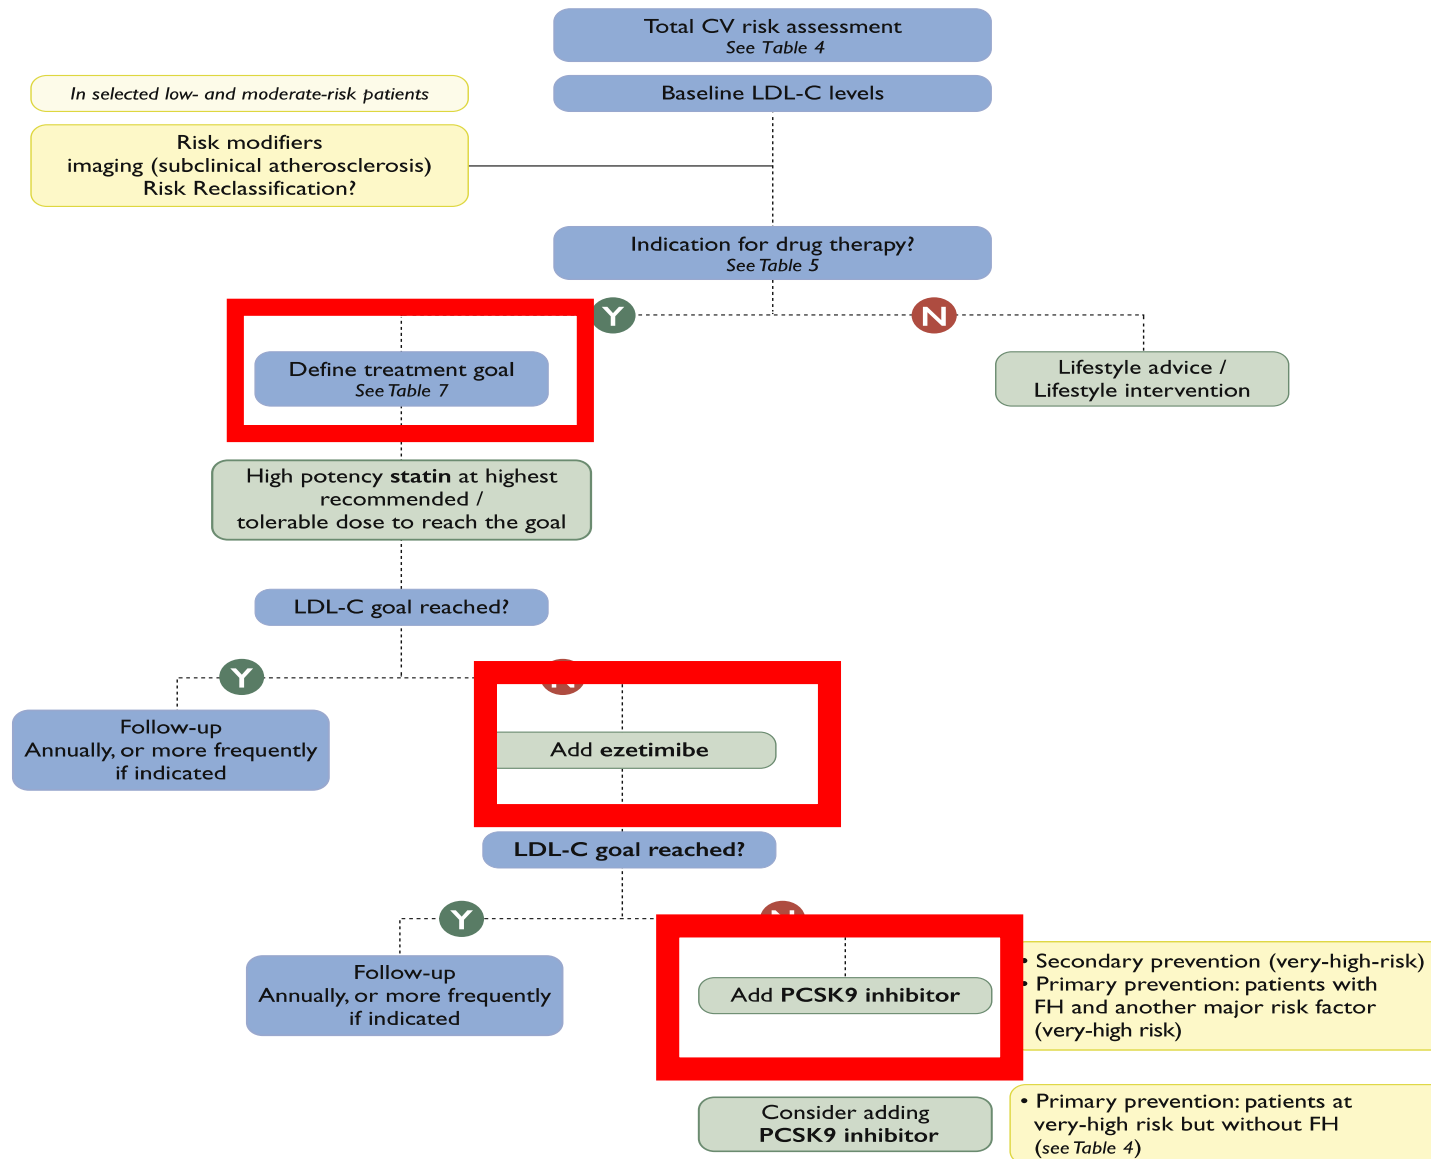 Total CV risk assessment
See Table 4
In selected low- and moderate-risk patients
Baseline LDL-C levels
Risk modifiers
imaging (subclinical atherosclerosis)
Risk Reclassification?
Indication for drug therapy?
See Table 5
Y
N
Define treatment goal
See Table 7
Lifestyle advice /
Lifestyle intervention
High potency statin at highest
recommended /
tolerable dose to reach the goal
LDL-C goal reached?
Y
Follow-up
Annually, or more frequently
if indicated
Add ezetimibe
LDL-C goal reached?
Y
Follow-up
Annually, or more frequently
if indicated
Add PCSK9 inhibitor
• Secondary prevention (very-high-risk)
• Primary prevention: patients with
FH and another major risk factor
(very-high risk)
Consider adding
PCSK9 inhibitor
• Primary prevention: patients at
very-high risk but without FH
(see Table 4)